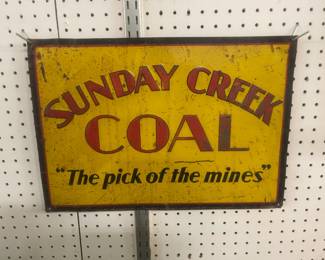 SUNDAY CREEK
COAL
"The pick of the mines"